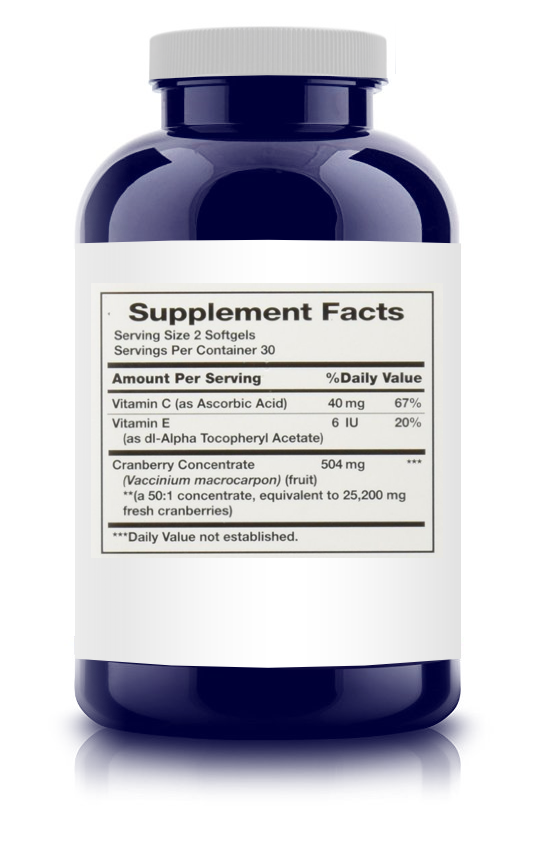 Supplement Facts
Serving Size 2 Softgels
Servings Per Container 30
Amount Per Serving %Daily Value
Vitamin C (as Ascorbic Acid) 40 mg 67%
Vitamin E 6 IU 20%
(as dl-Alpha Tocopheryl Acetate)
Cranberry Concentrate 504 mg ***
(Vaccinium macrocarpon) (fruit)
**(a 50:1 concentrate, equivalent to 25,200 mg
fresh cranberries)
***Daily Value not established.